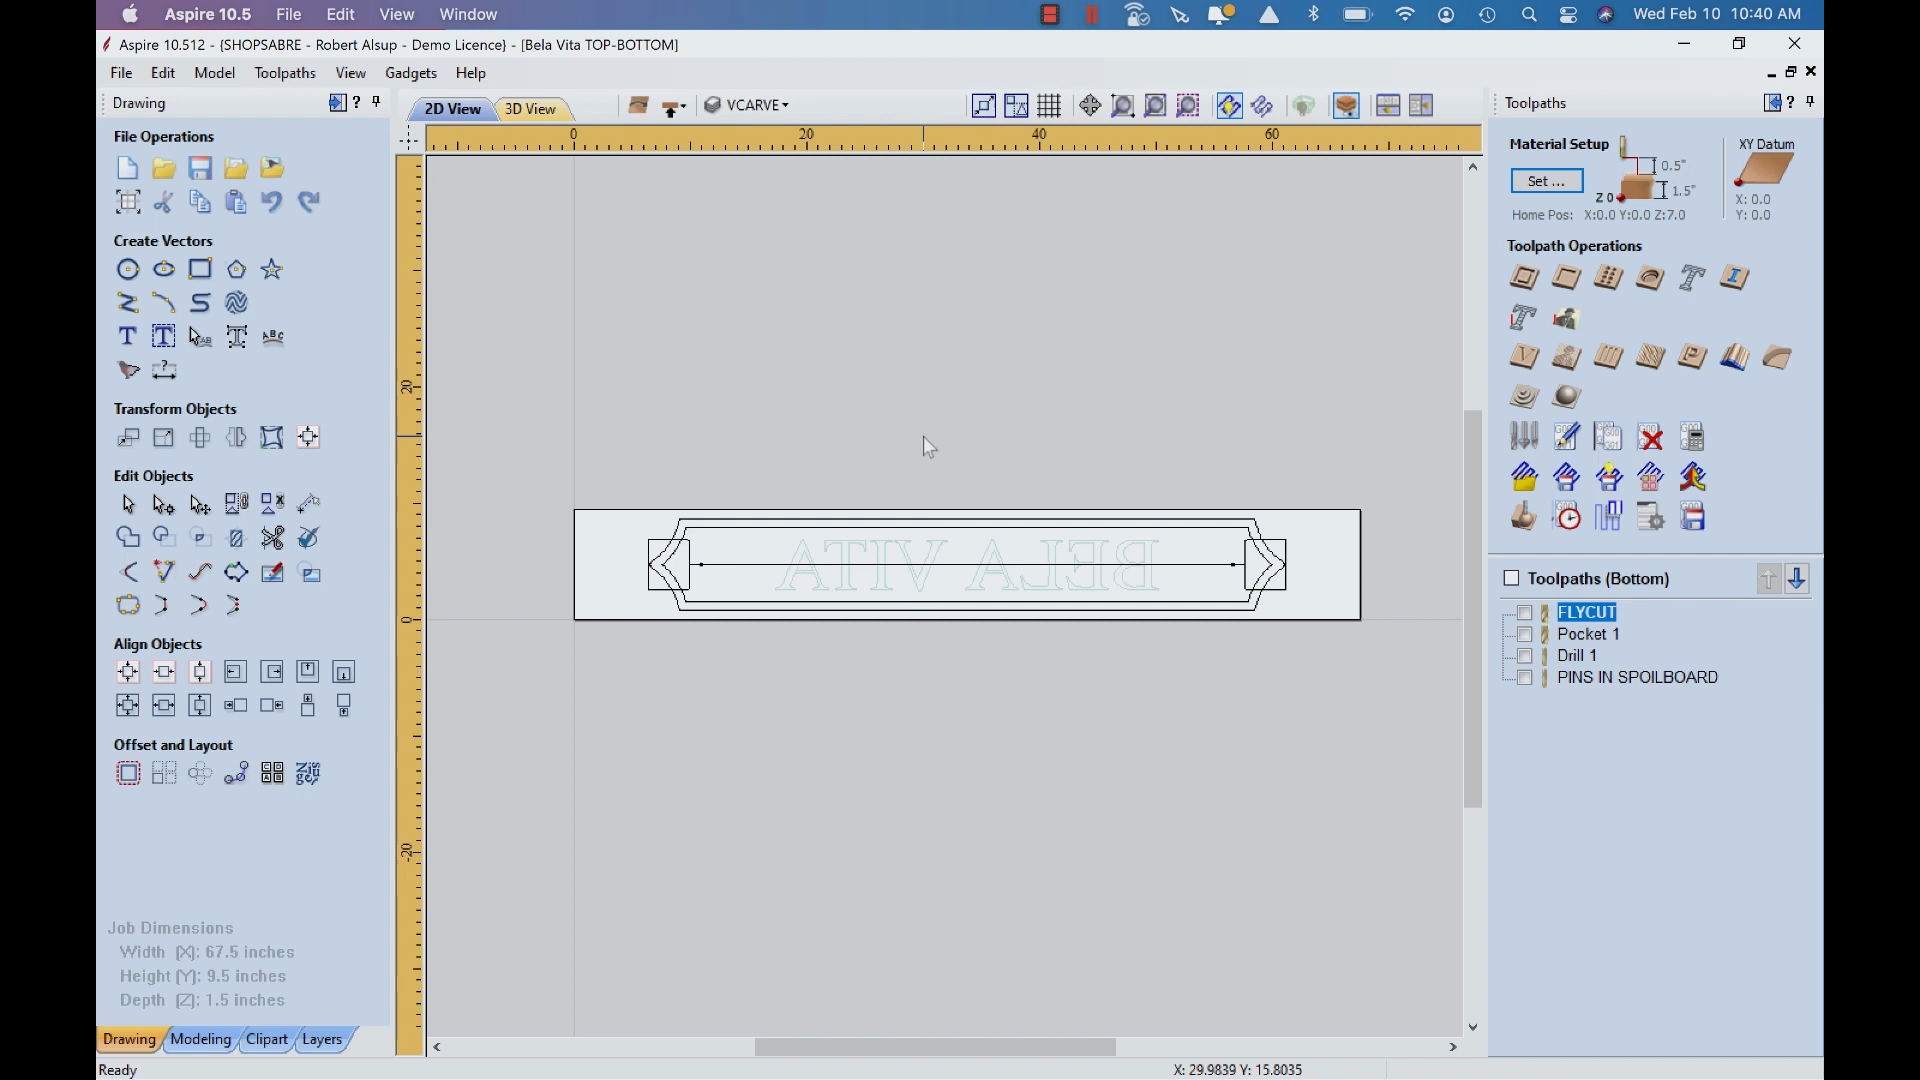 Aspire 10.5 File Edit View Window Wed Feb 10 10:40 AM
Aspire 10.512 - {SHOPSABRE - Robert Alsup - Demo Licence} - [Bela Vita TOP-BOTTOM]
File Edit Model Toolpaths View Gadgets Help
Drawing
2D View
3D View
VCARVE
Toolpaths
File Operations
Create Vectors
Transform Objects
Edit Objects
Align Objects
Offset and Layout
Job Dimensions
Width (X): 67.5 inches
Height (Y): 9.5 inches
Depth (Z): 1.5 inches
Drawing Modeling Clipart Layers
Ready
0 20 40 60
20
0
-20
BELA VITA
X: 29.9839 Y: 15.8035
Material Setup
Set ...
0.5"
1.5"
Z 0
Home Pos: X:0.0 Y:0.0 Z:7.0
XY Datum
X: 0.0
Y: 0.0
Toolpath Operations
Toolpaths (Bottom)
FLYCUT
Pocket 1
Drill 1
PINS IN SPOILBOARD